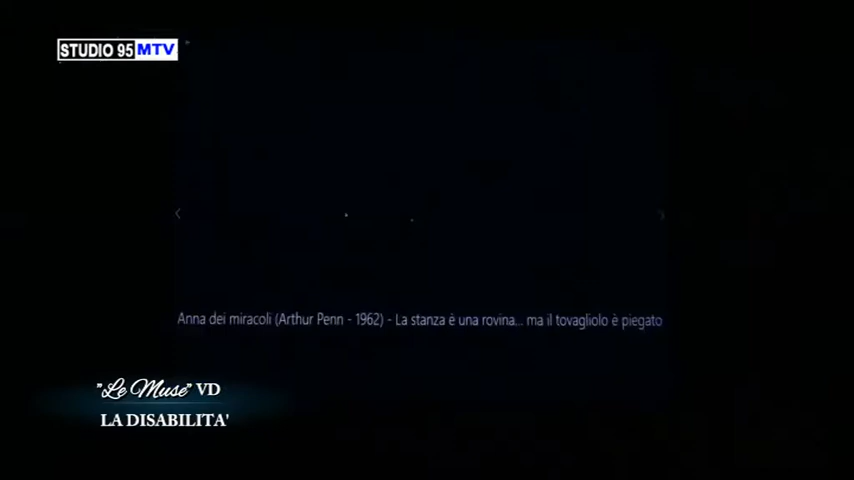 STUDIO 95 MTV
Anna dei miracoli (Arthur Penn - 1962) - La stanza è una rovina... ma il tovagliolo è piegato
"Le Muse" VD
LA DISABILITA'